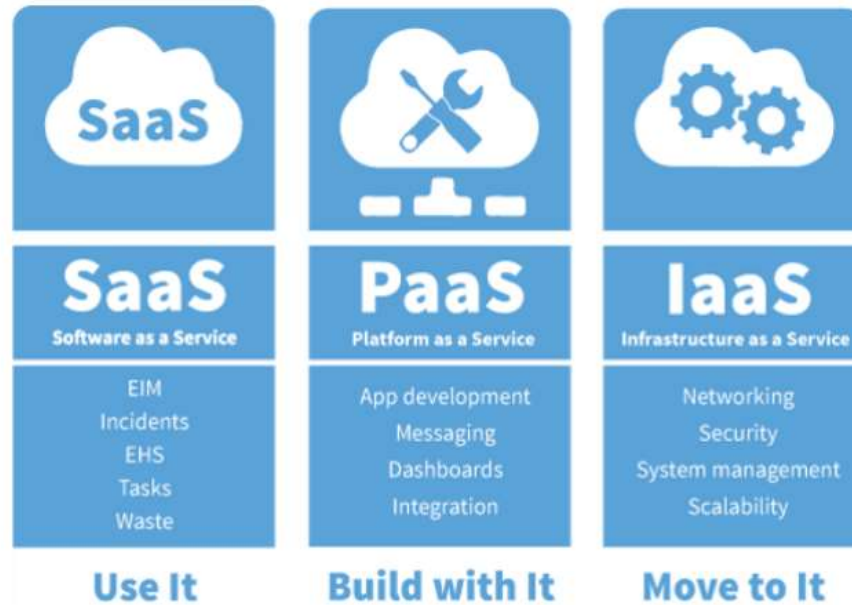 SaaS
SaaS
Software as a Service
EIM
Incidents
EHS
Tasks
Waste
Use It
PaaS
Platform as a Service
App development
Messaging
Dashboards
Integration
Build with It
IaaS
Infrastructure as a Service
Networking
Security
System management
Scalability
Move to It